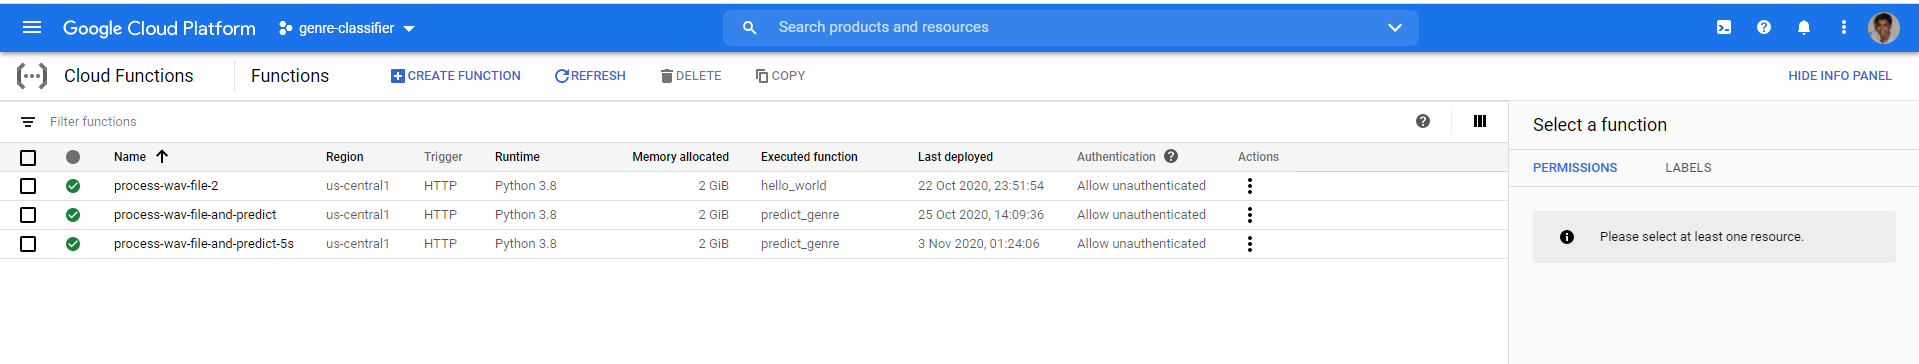 Google Cloud Platform genre-classifier Search products and resources
Cloud Functions Functions CREATE FUNCTION REFRESH DELETE COPY HIDE INFO PANEL
Filter functions
Name Region Trigger Runtime Memory allocated Executed function Last deployed Authentication Actions
process-wav-file-2 us-central1 HTTP Python 3.8 2 GiB hello_world 22 Oct 2020, 23:51:54 Allow unauthenticated
process-wav-file-and-predict us-central1 HTTP Python 3.8 2 GiB predict_genre 25 Oct 2020, 14:09:36 Allow unauthenticated
process-wav-file-and-predict-5s us-central1 HTTP Python 3.8 2 GiB predict_genre 3 Nov 2020, 01:24:06 Allow unauthenticated
Select a function
PERMISSIONS LABELS
Please select at least one resource.